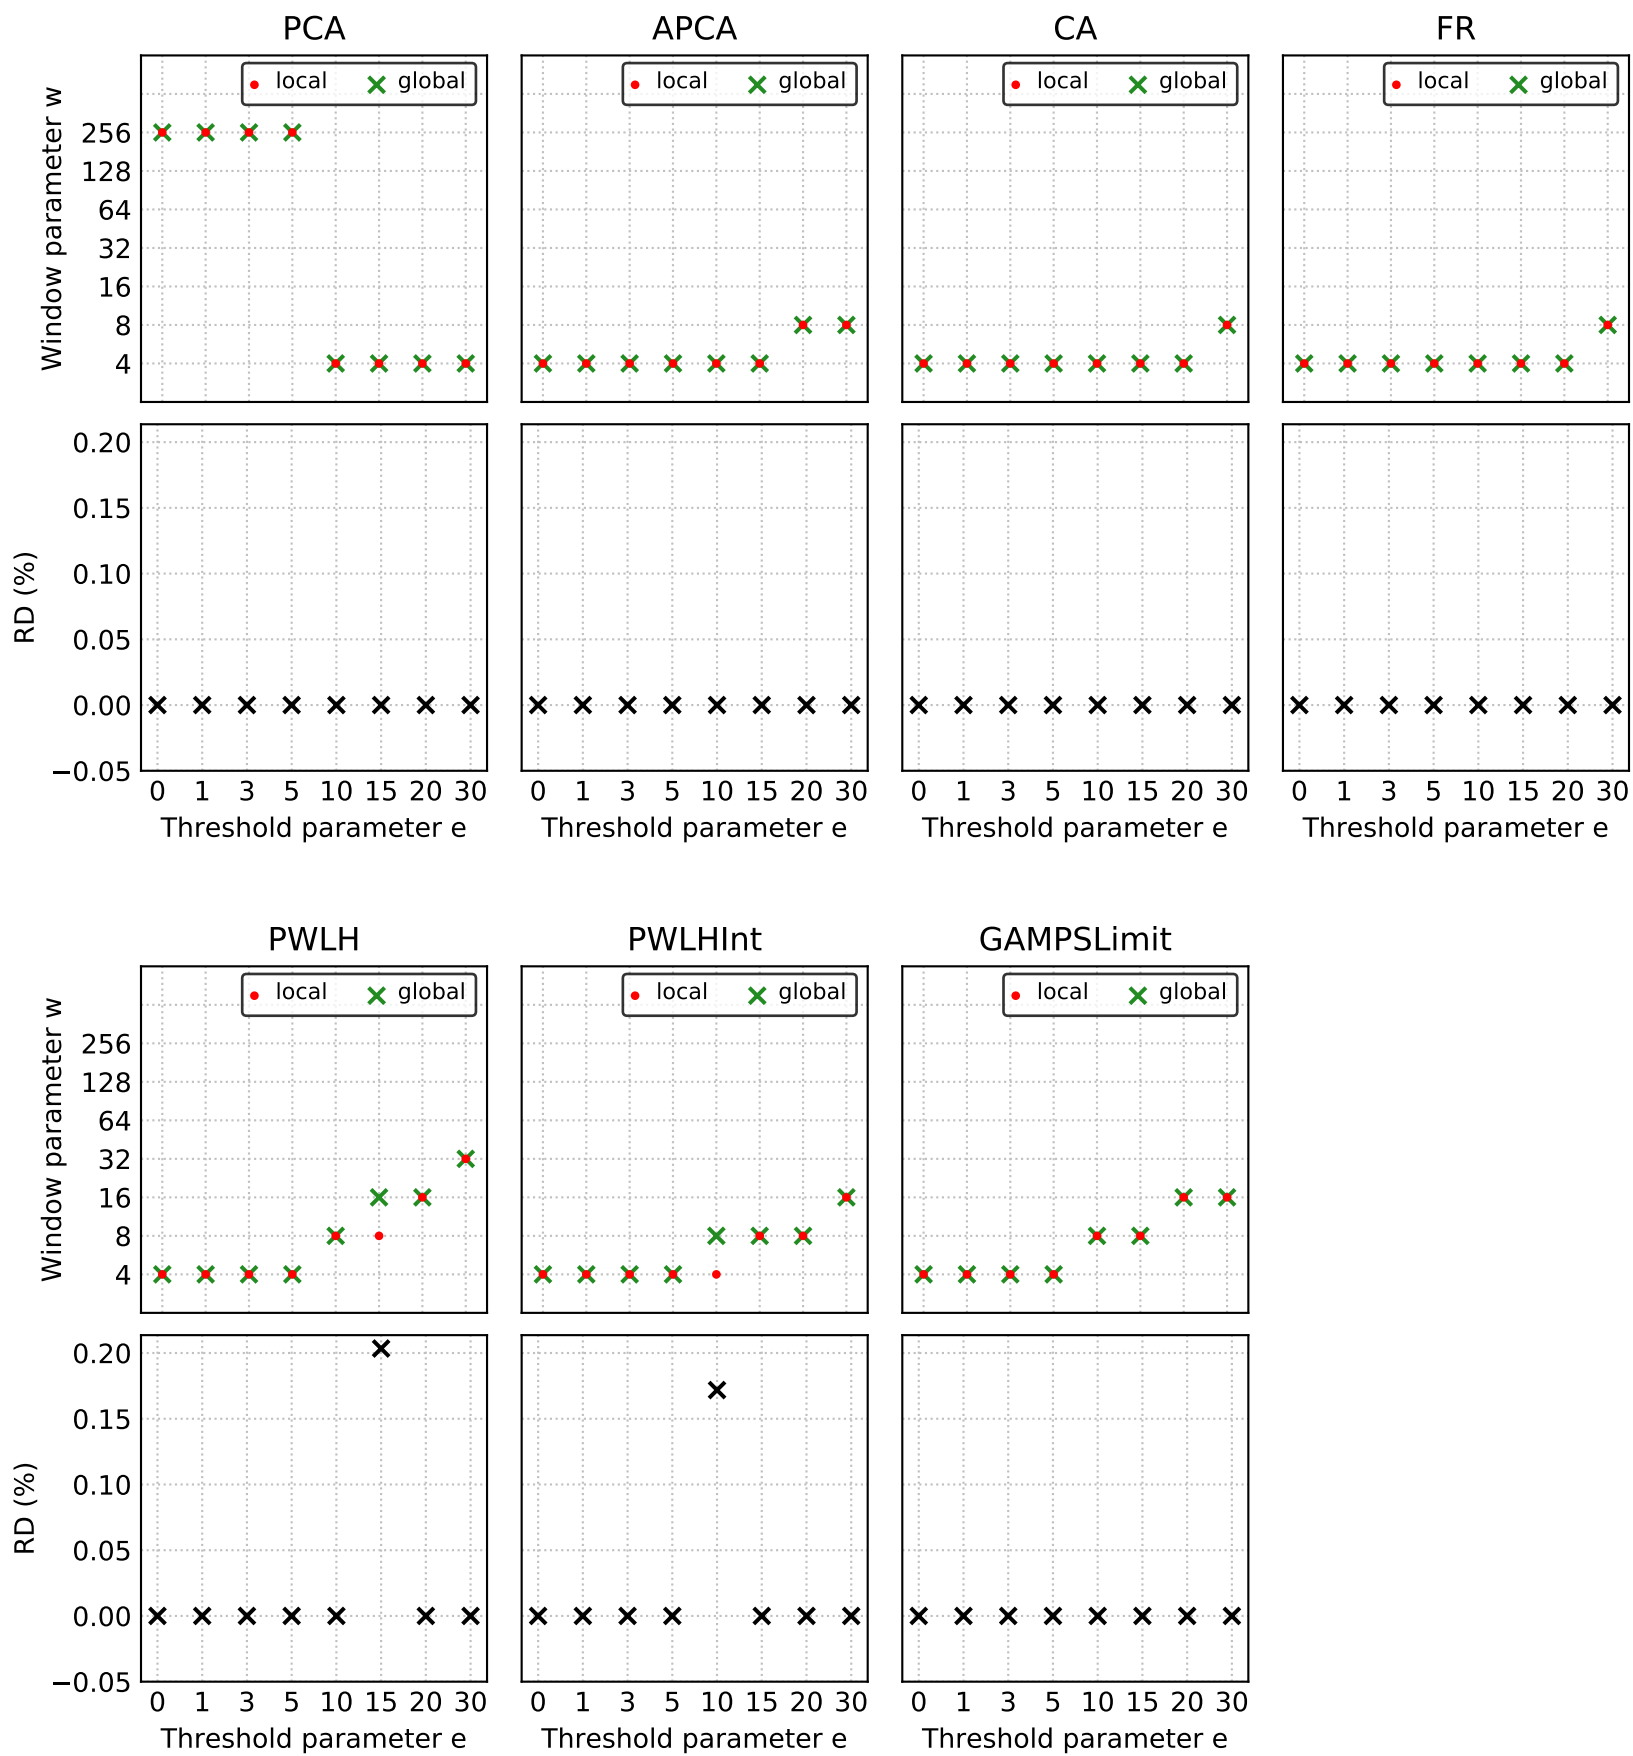 PCA APCA CA FR
local global local global local global local global
Window parameter w
256
128
64
32
16
8
4
RD (%)
0.20
0.15
0.10
0.05
0.00
−0.05
0 1 3 5 10 15 20 30 0 1 3 5 10 15 20 30 0 1 3 5 10 15 20 30 0 1 3 5 10 15 20 30
Threshold parameter e Threshold parameter e Threshold parameter e Threshold parameter e
PWLH PWLHInt GAMPSLimit
local global local global local global
Window parameter w
256
128
64
32
16
8
4
RD (%)
0.20
0.15
0.10
0.05
0.00
−0.05
0 1 3 5 10 15 20 30 0 1 3 5 10 15 20 30 0 1 3 5 10 15 20 30
Threshold parameter e Threshold parameter e Threshold parameter e